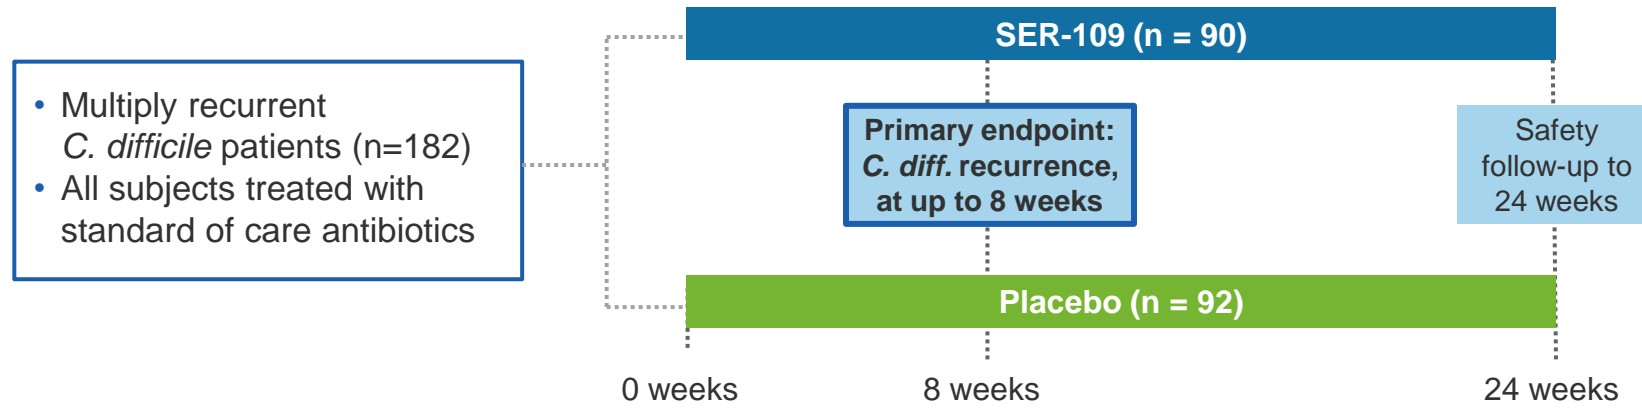 SER-109 (n = 90)
• Multiply recurrent
C. difficile patients (n=182)
• All subjects treated with
standard of care antibiotics
Primary endpoint:
C. diff. recurrence,
at up to 8 weeks
Safety
follow-up to
24 weeks
Placebo (n = 92)
0 weeks
8 weeks
24 weeks